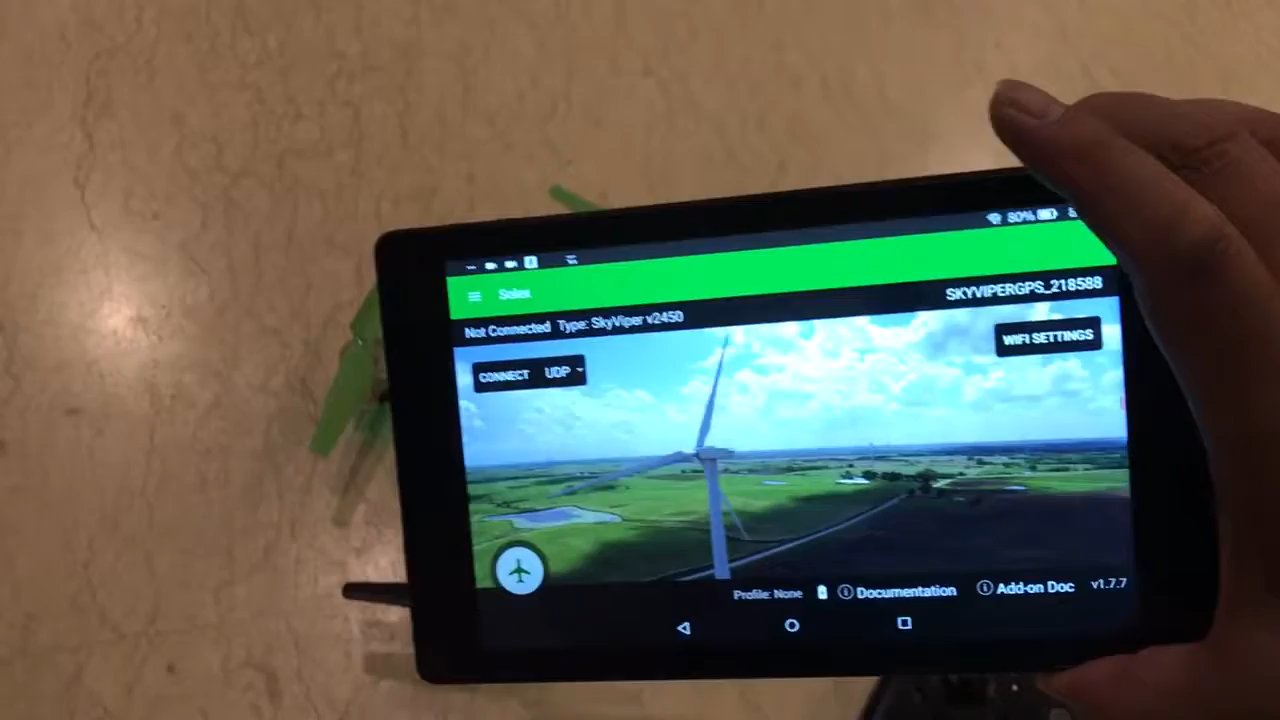 80%
Solex
SKYVIPERGPS_218588
Not Connected Type: SkyViper v2450
WIFI SETTINGS
CONNECT UDP
Profile: None Documentation Add-on Doc v1.7.7